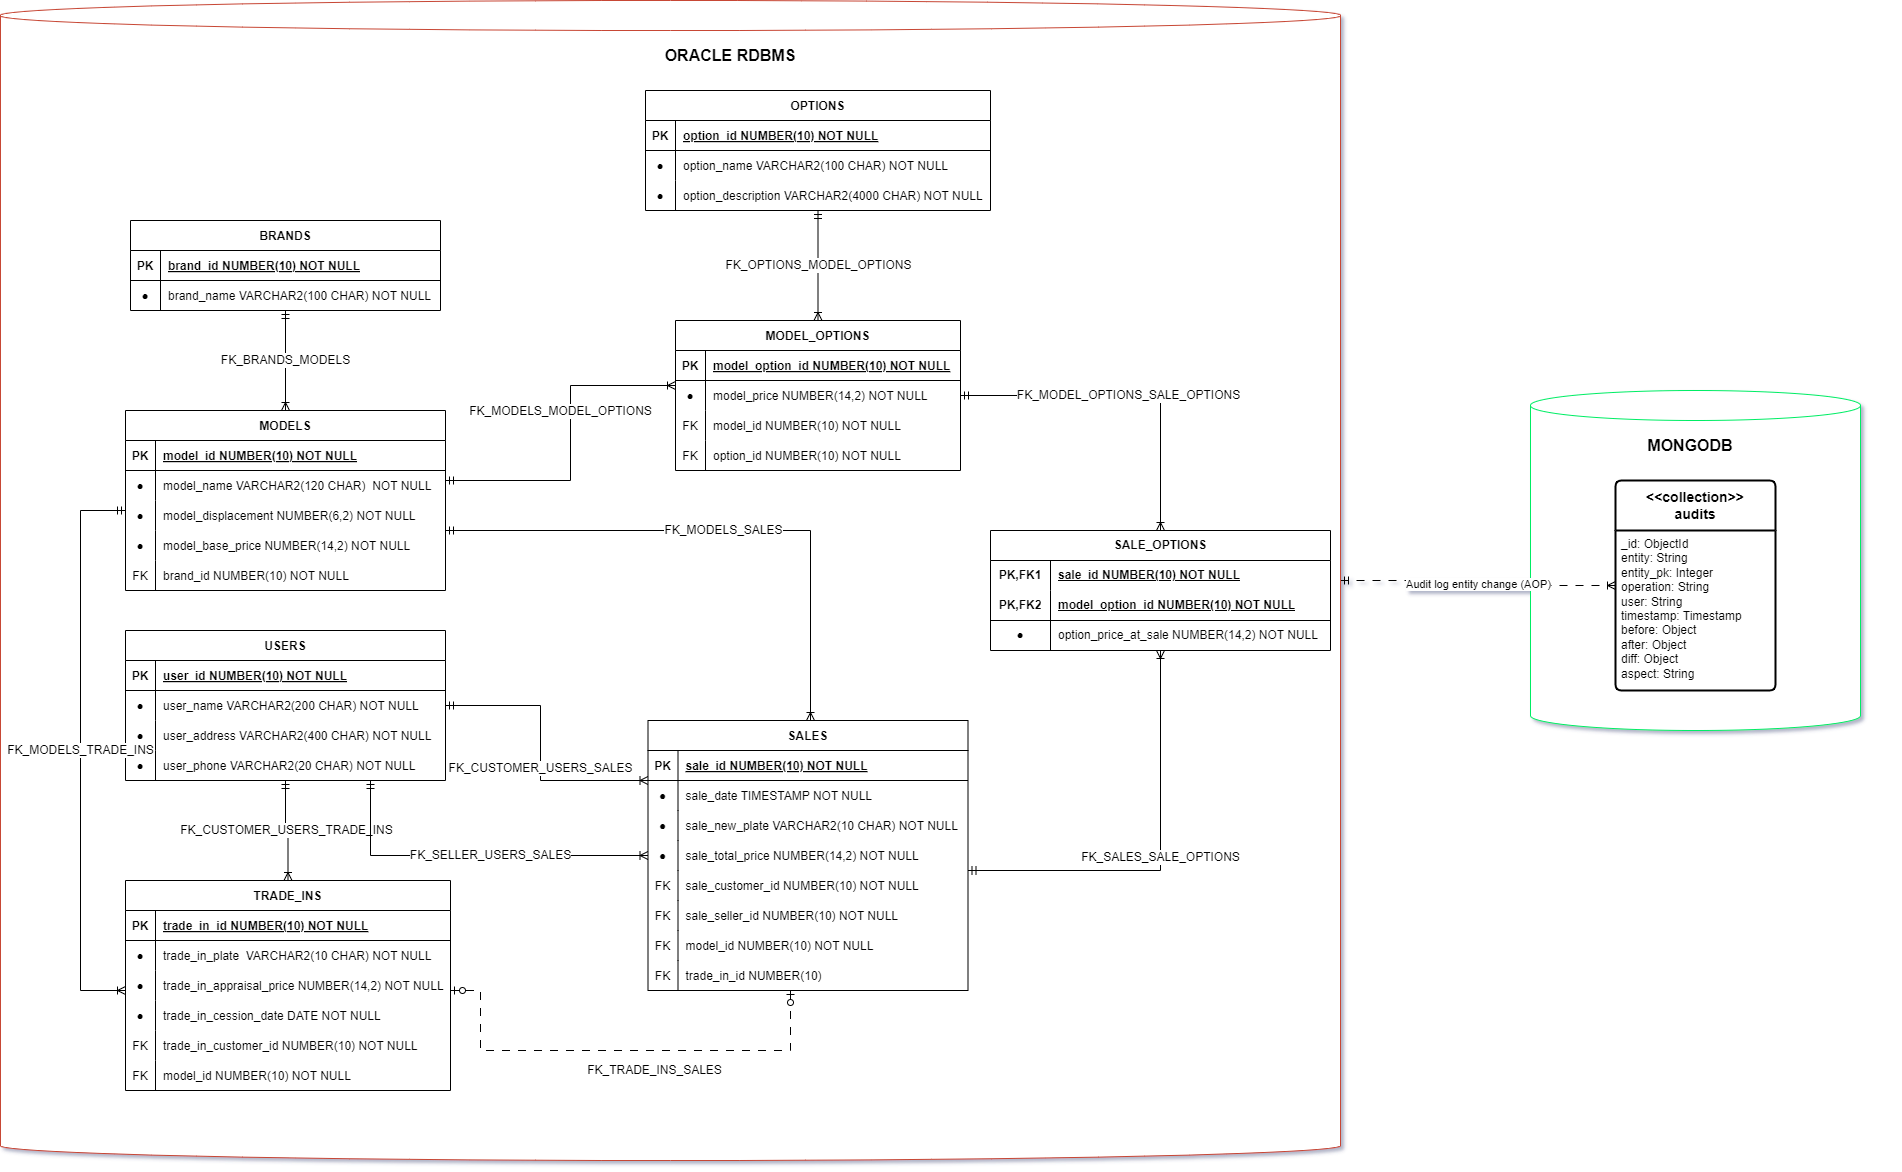 ORACLE RDBMS
OPTIONS
PK option_id NUMBER(10) NOT NULL
● option_name VARCHAR2(100 CHAR) NOT NULL
● option_description VARCHAR2(4000 CHAR) NOT NULL
BRANDS
PK brand_id NUMBER(10) NOT NULL
● brand_name VARCHAR2(100 CHAR) NOT NULL
FK_OPTIONS_MODEL_OPTIONS
FK_BRANDS_MODELS
MODEL_OPTIONS
PK model_option_id NUMBER(10) NOT NULL
● model_price NUMBER(14,2) NOT NULL
FK model_id NUMBER(10) NOT NULL
FK option_id NUMBER(10) NOT NULL
FK_MODELS_MODEL_OPTIONS
FK_MODEL_OPTIONS_SALE_OPTIONS
MODELS
PK model_id NUMBER(10) NOT NULL
● model_name VARCHAR2(120 CHAR)  NOT NULL
● model_displacement NUMBER(6,2) NOT NULL
● model_base_price NUMBER(14,2) NOT NULL
FK brand_id NUMBER(10) NOT NULL
FK_MODELS_SALES
SALE_OPTIONS
PK,FK1 sale_id NUMBER(10) NOT NULL
PK,FK2 model_option_id NUMBER(10) NOT NULL
● option_price_at_sale NUMBER(14,2) NOT NULL
Audit log entity change (AOP)
MONGODB
<<collection>>
audits
_id: ObjectId
entity: String
entity_pk: Integer
operation: String
user: String
timestamp: Timestamp
before: Object
after: Object
diff: Object
aspect: String
USERS
PK user_id NUMBER(10) NOT NULL
● user_name VARCHAR2(200 CHAR) NOT NULL
● user_address VARCHAR2(400 CHAR) NOT NULL
● user_phone VARCHAR2(20 CHAR) NOT NULL
FK_MODELS_TRADE_INS
FK_CUSTOMER_USERS_SALES
FK_CUSTOMER_USERS_TRADE_INS
FK_SELLER_USERS_SALES
SALES
PK sale_id NUMBER(10) NOT NULL
● sale_date TIMESTAMP NOT NULL
● sale_new_plate VARCHAR2(10 CHAR) NOT NULL
● sale_total_price NUMBER(14,2) NOT NULL
FK sale_customer_id NUMBER(10) NOT NULL
FK sale_seller_id NUMBER(10) NOT NULL
FK model_id NUMBER(10) NOT NULL
FK trade_in_id NUMBER(10)
FK_SALES_SALE_OPTIONS
TRADE_INS
PK trade_in_id NUMBER(10) NOT NULL
● trade_in_plate  VARCHAR2(10 CHAR) NOT NULL
● trade_in_appraisal_price NUMBER(14,2) NOT NULL
● trade_in_cession_date DATE NOT NULL
FK trade_in_customer_id NUMBER(10) NOT NULL
FK model_id NUMBER(10) NOT NULL
FK_TRADE_INS_SALES